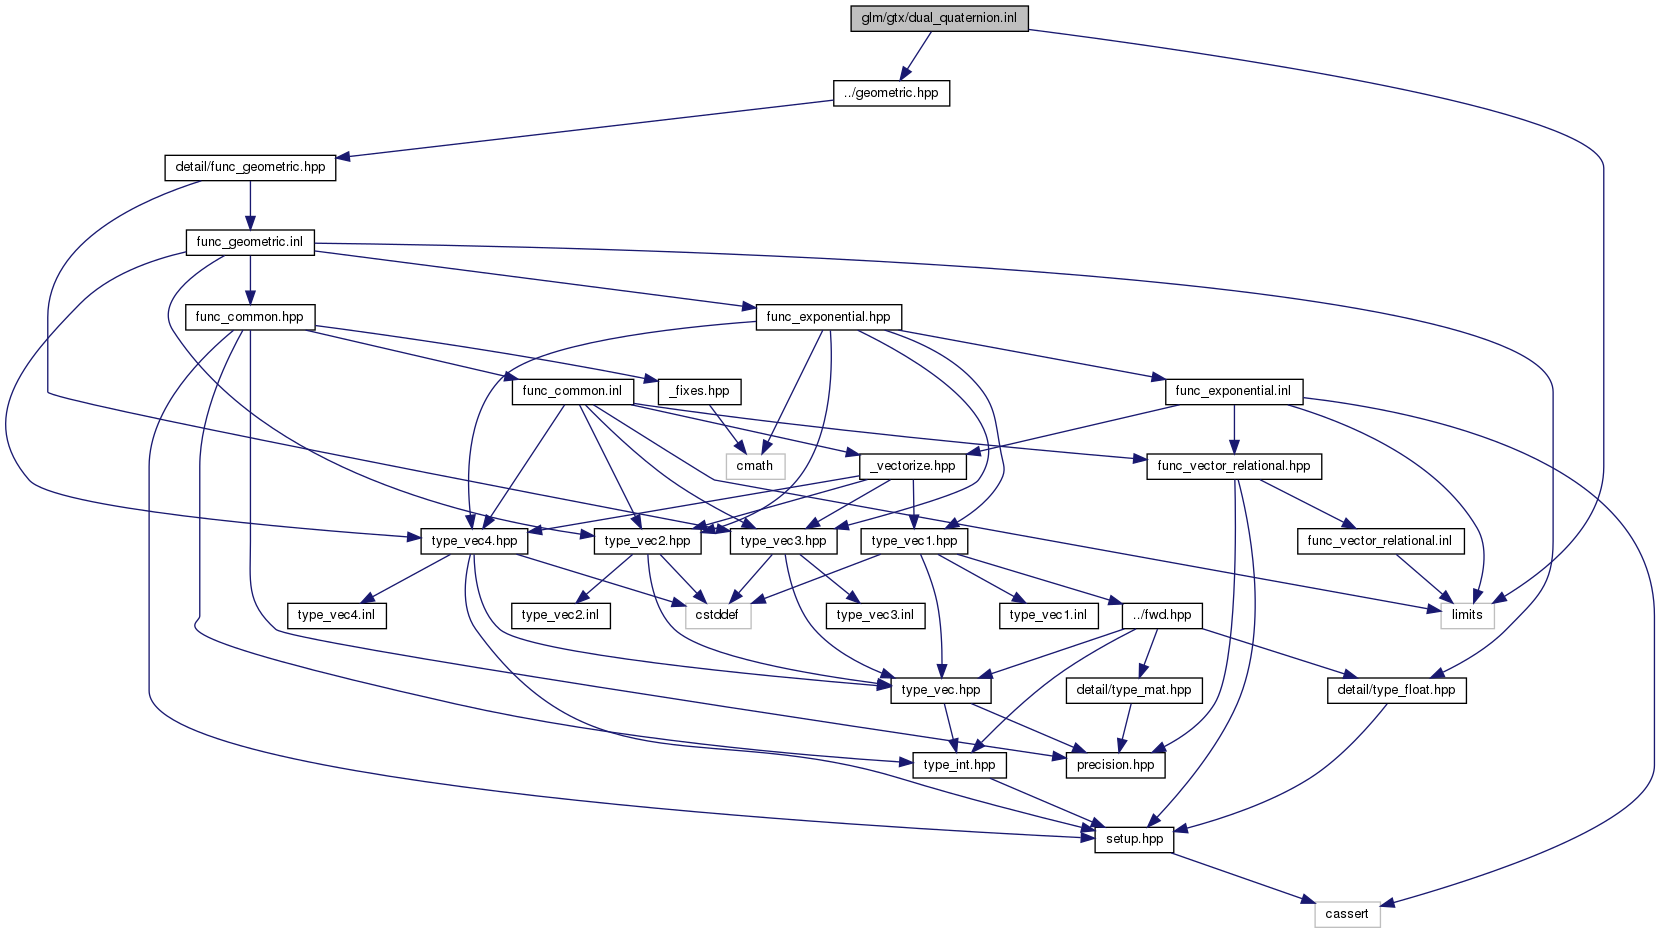 glm/gtx/dual_quaternion.inl
../geometric.hpp
detail/func_geometric.hpp
func_geometric.inl
func_common.hpp
func_exponential.hpp
func_common.inl
_fixes.hpp
func_exponential.inl
cmath
_vectorize.hpp
func_vector_relational.hpp
type_vec4.hpp
type_vec2.hpp
type_vec3.hpp
type_vec1.hpp
func_vector_relational.inl
type_vec4.inl
type_vec2.inl
cstddef
type_vec3.inl
type_vec1.inl
../fwd.hpp
limits
type_vec.hpp
detail/type_mat.hpp
detail/type_float.hpp
type_int.hpp
precision.hpp
setup.hpp
cassert